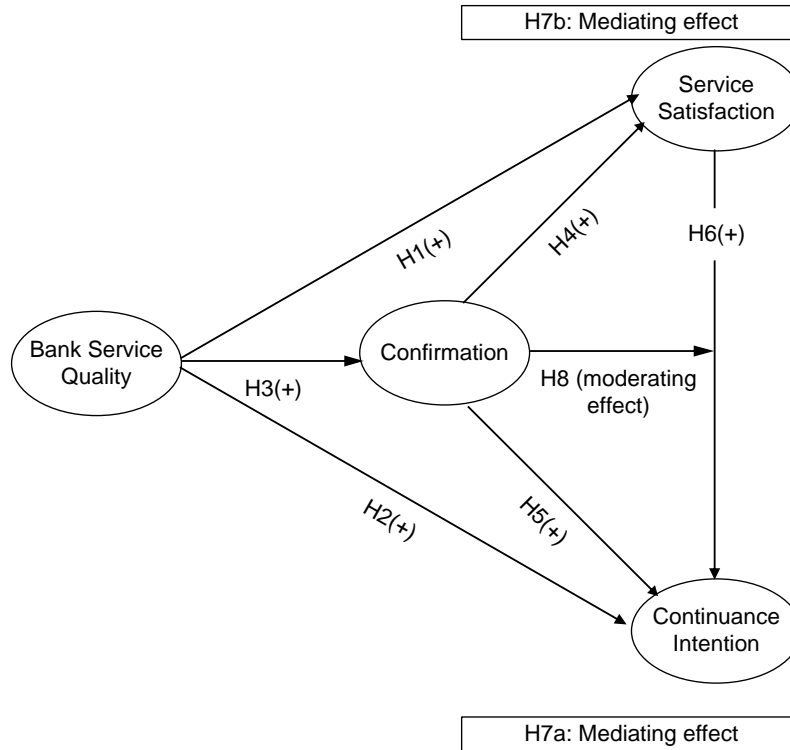 H7b: Mediating effect
Service
Satisfaction
H1(+)
H4(+)
H6(+)
Bank Service
Quality
Confirmation
H3(+)
H8 (moderating
effect)
H2(+)
H5(+)
Continuance
Intention
H7a: Mediating effect